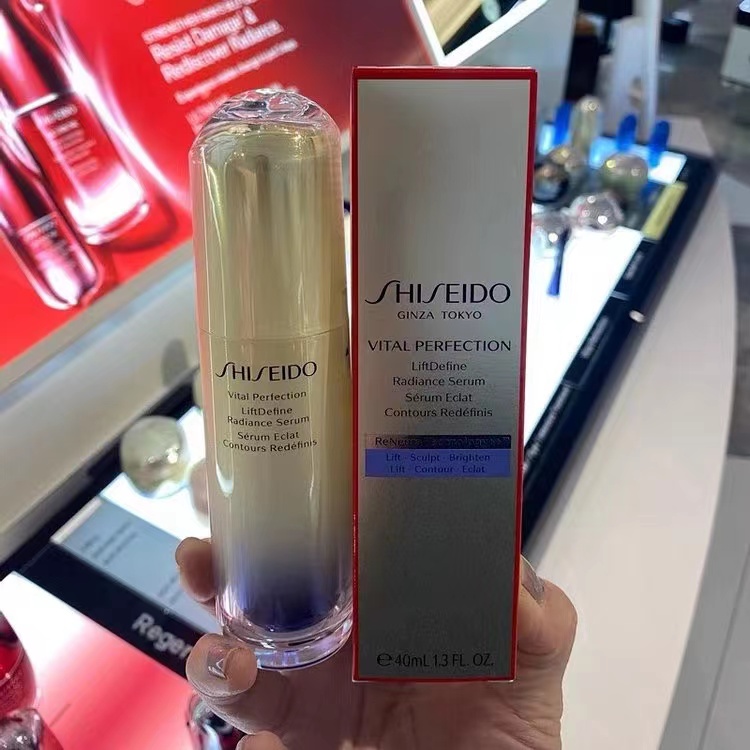 Resist Damage &
Rediscover Radiance
SHISEIDO
Vital Perfection
LiftDefine
Radiance Serum
Sérum Eclat
Contours Redéfinis
SHISEIDO
GINZA TOKYO
VITAL PERFECTION
LiftDefine
Radiance Serum
Sérum Eclat
Contours Redéfinis
Lift · Sculpt · Brighten
Lift · Contour · Eclat
e 40mL 1.3 FL. OZ.
Regen